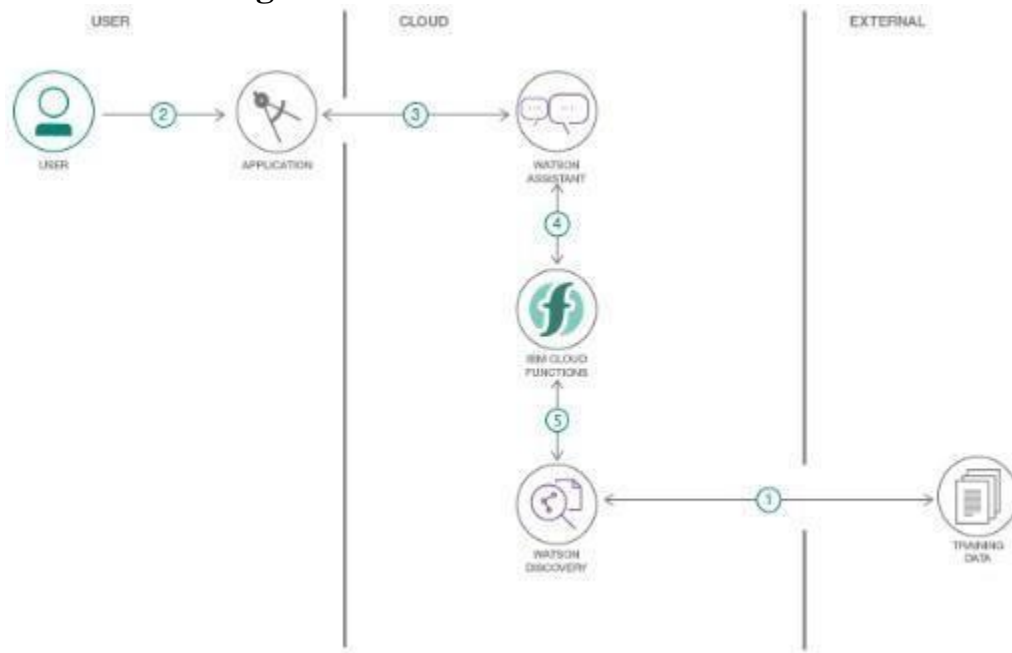 USER
CLOUD
EXTERNAL
2
3
USER
APPLICATION
WATSON
ASSISTANT
4
IBM CLOUD
FUNCTIONS
5
1
WATSON
DISCOVERY
TRAINING
DATA